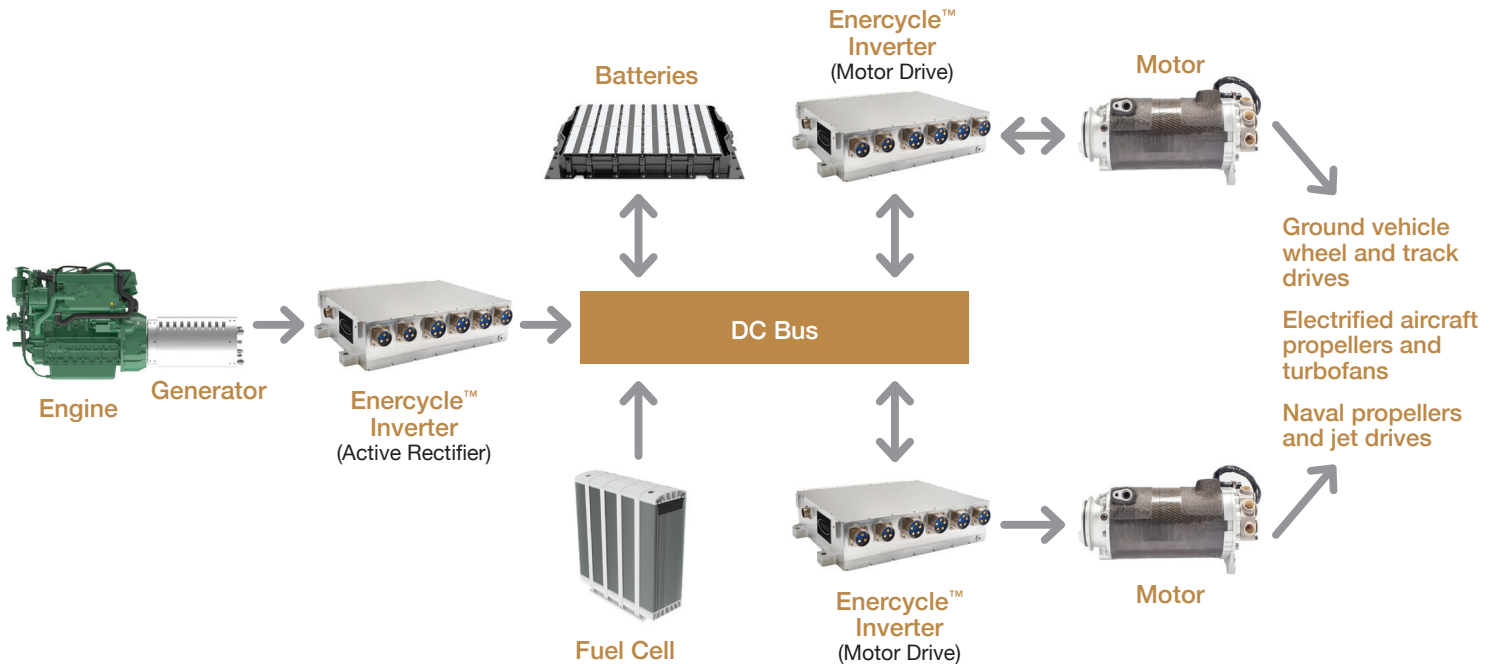 Enercycle™
Inverter
(Motor Drive)
Batteries
Motor
Ground vehicle
wheel and track
drives
Electrified aircraft
propellers and
turbofans
Naval propellers
and jet drives
DC Bus
Engine
Generator
Enercycle™
Inverter
(Active Rectifier)
Fuel Cell
Enercycle™
Inverter
(Motor Drive)
Motor